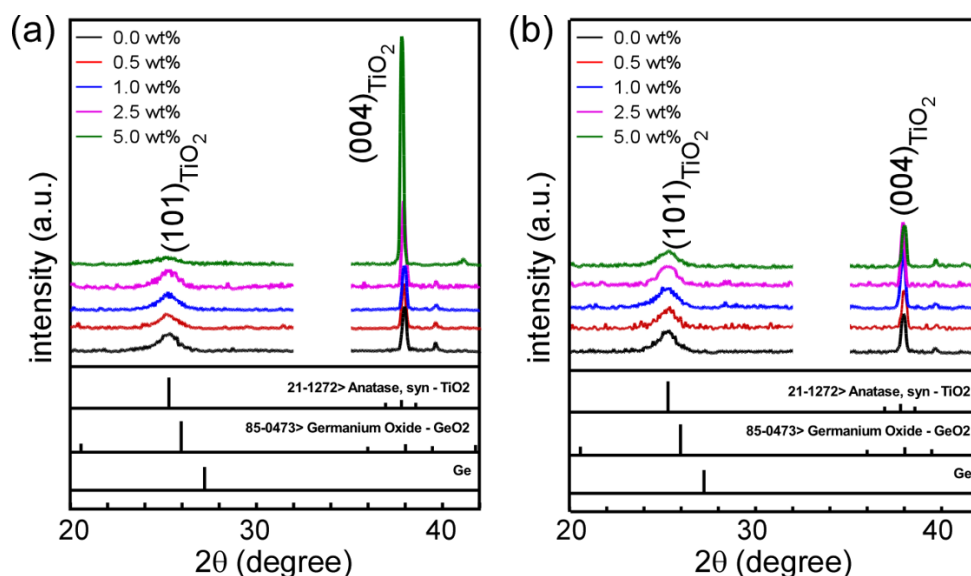 (a)
0.0 wt%
0.5 wt%
1.0 wt%
2.5 wt%
5.0 wt%
(101)TiO2
(004)TiO2
intensity (a.u.)
21-1272> Anatase, syn - TiO2
85-0473> Germanium Oxide - GeO2
Ge
20 30 40
2θ (degree)
(b)
0.0 wt%
0.5 wt%
1.0 wt%
2.5 wt%
5.0 wt%
(101)TiO2
(004)TiO2
intensity (a.u.)
21-1272> Anatase, syn - TiO2
85-0473> Germanium Oxide - GeO2
Ge
20 30 40
2θ (degree)